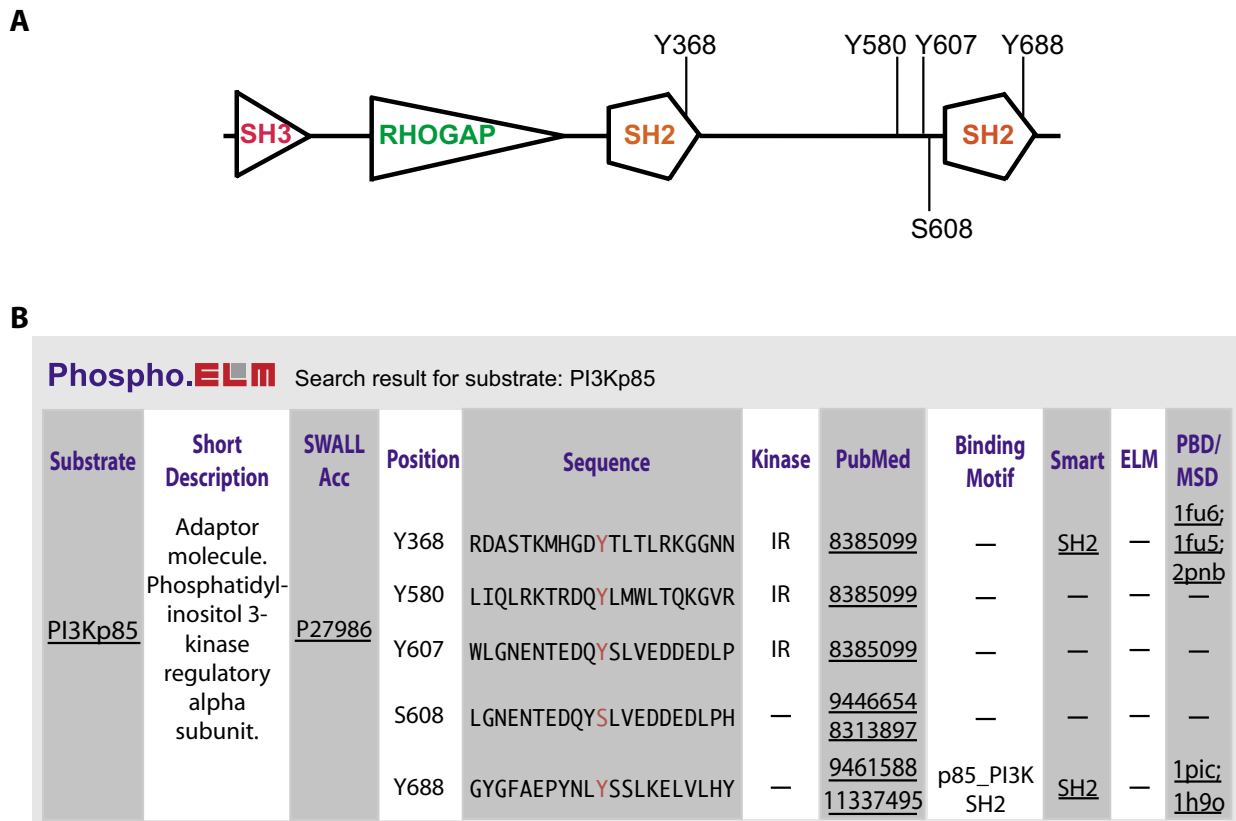 A
Y368
Y580 Y607 Y688
SH3
RHOGAP
SH2
SH2
S608
B
Phospho.ELM Search result for substrate: PI3Kp85
Substrate Short Description SWALL Acc Position Sequence Kinase PubMed Binding Motif Smart ELM PBD/ MSD
PI3Kp85
Adaptor
molecule.
Phosphatidyl-
inositol 3-
kinase
regulatory
alpha
subunit.
P27986
Y368 RDASTKMHGDYTLTLRKGGNN IR 8385099 — SH2 — 1fu6; 1fu5; 2pnb
Y580 LIQLRKTRDQYLMWLTQKGVR IR 8385099 — — — —
Y607 WLGNENTEDQYSLVEDDEDLP IR 8385099 — — — —
S608 LGNENTEDQYSLVEDDEDLPH — 9446654 8313897 — — — —
Y688 GYGFAEPYNLYSSLKELVLHY — 9461588 11337495 p85_PI3K SH2 SH2 — 1pic; 1h9o